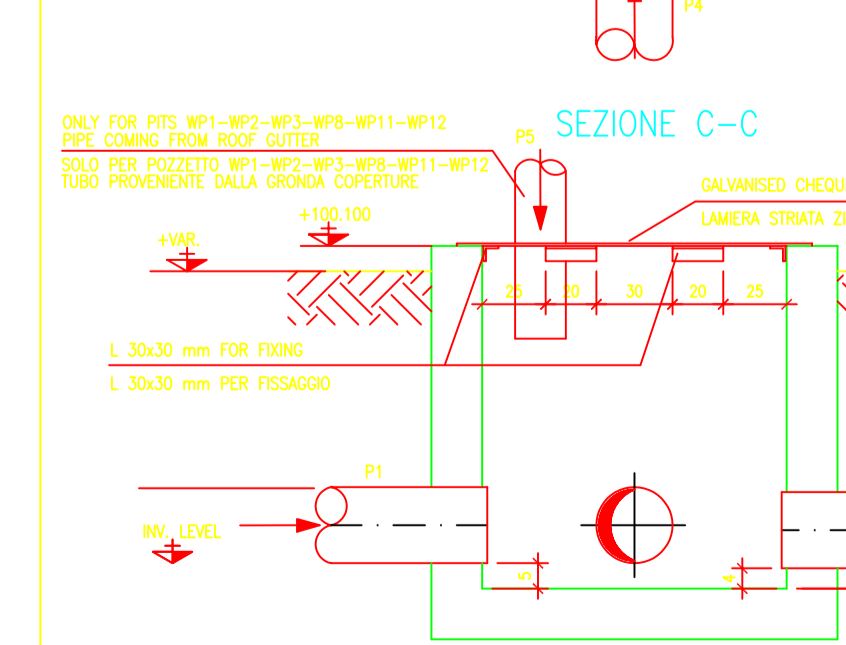 P4
SEZIONE C-C
ONLY FOR PITS WP1-WP2-WP3-WP8-WP11-WP12
PIPE COMING FROM ROOF GUTTER
SOLO PER POZZETTO WP1-WP2-WP3-WP8-WP11-WP12
TUBO PROVENIENTE DALLA GRONDA COPERTURE
P5
GALVANISED CHEQU
LAMIERA STRIATA ZI
+100.100
+VAR.
25 20 30 20 25
L 30x30 mm FOR FIXING
L 30x30 mm PER FISSAGGIO
P1
INV. LEVEL
5
4